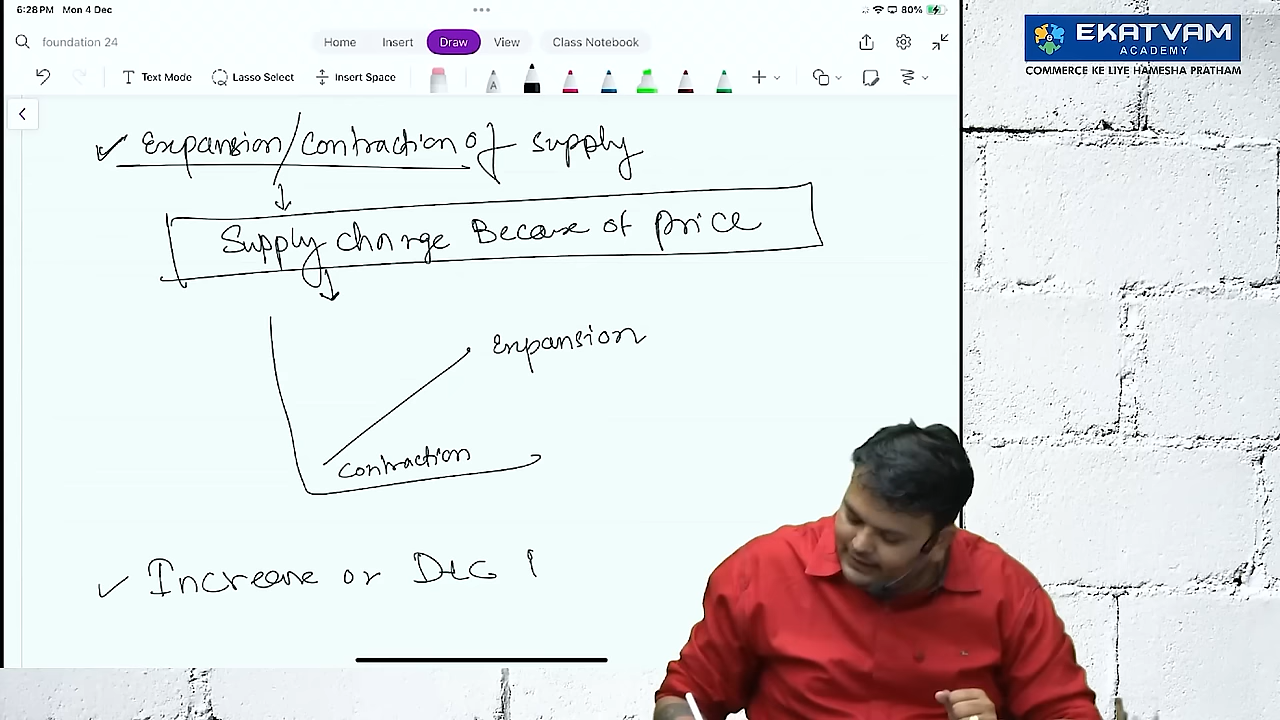 6:28 PM Mon 4 Dec
80%
foundation 24
Home Insert Draw View Class Notebook
Text Mode Lasso Select Insert Space
EKATVAM
ACADEMY
COMMERCE KE LIYE HAMESHA PRATHAM
Expansion/contraction of supply
Supply change Because of price
Expansion
Contraction
Increase or Dec